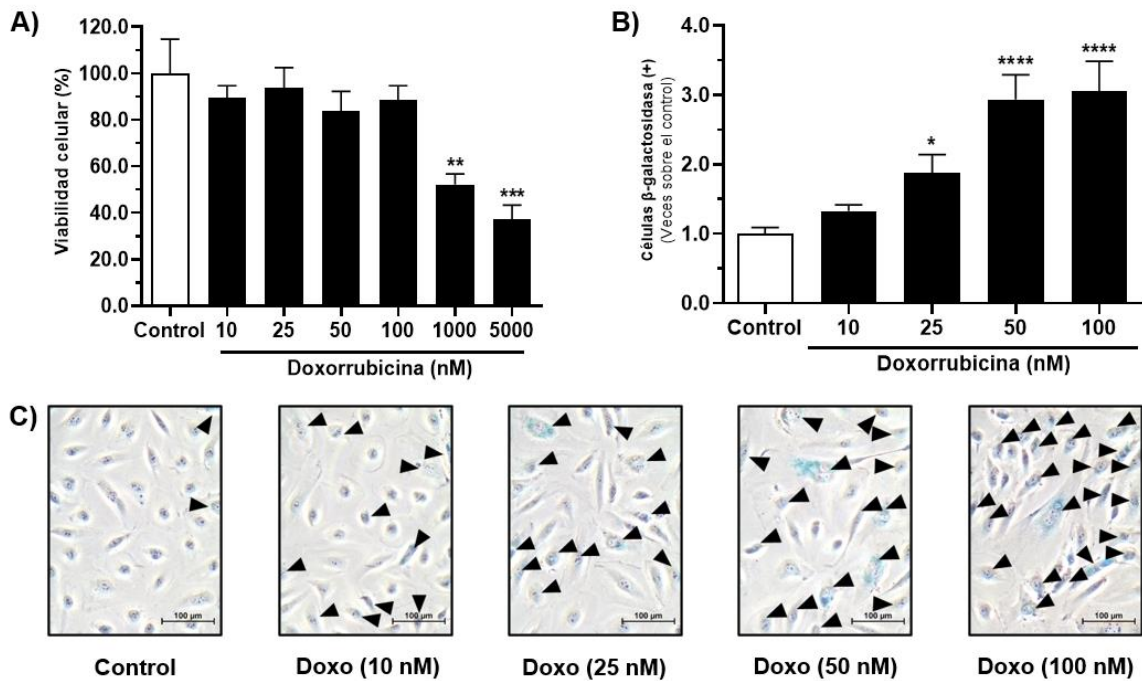 A)
120.0
100.0
80.0
60.0
40.0
20.0
0.0
Viabilidad celular (%)
**
***
Control 10 25 50 100 1000 5000
Doxorrubicina (nM)
B)
4.0
3.0
2.0
1.0
0.0
Células β-galactosidasa (+)
(Veces sobre el control)
*
****
****
Control 10 25 50 100
Doxorrubicina (nM)
C)
100 µm
100 µm
100 µm
100 µm
100 µm
Control
Doxo (10 nM)
Doxo (25 nM)
Doxo (50 nM)
Doxo (100 nM)